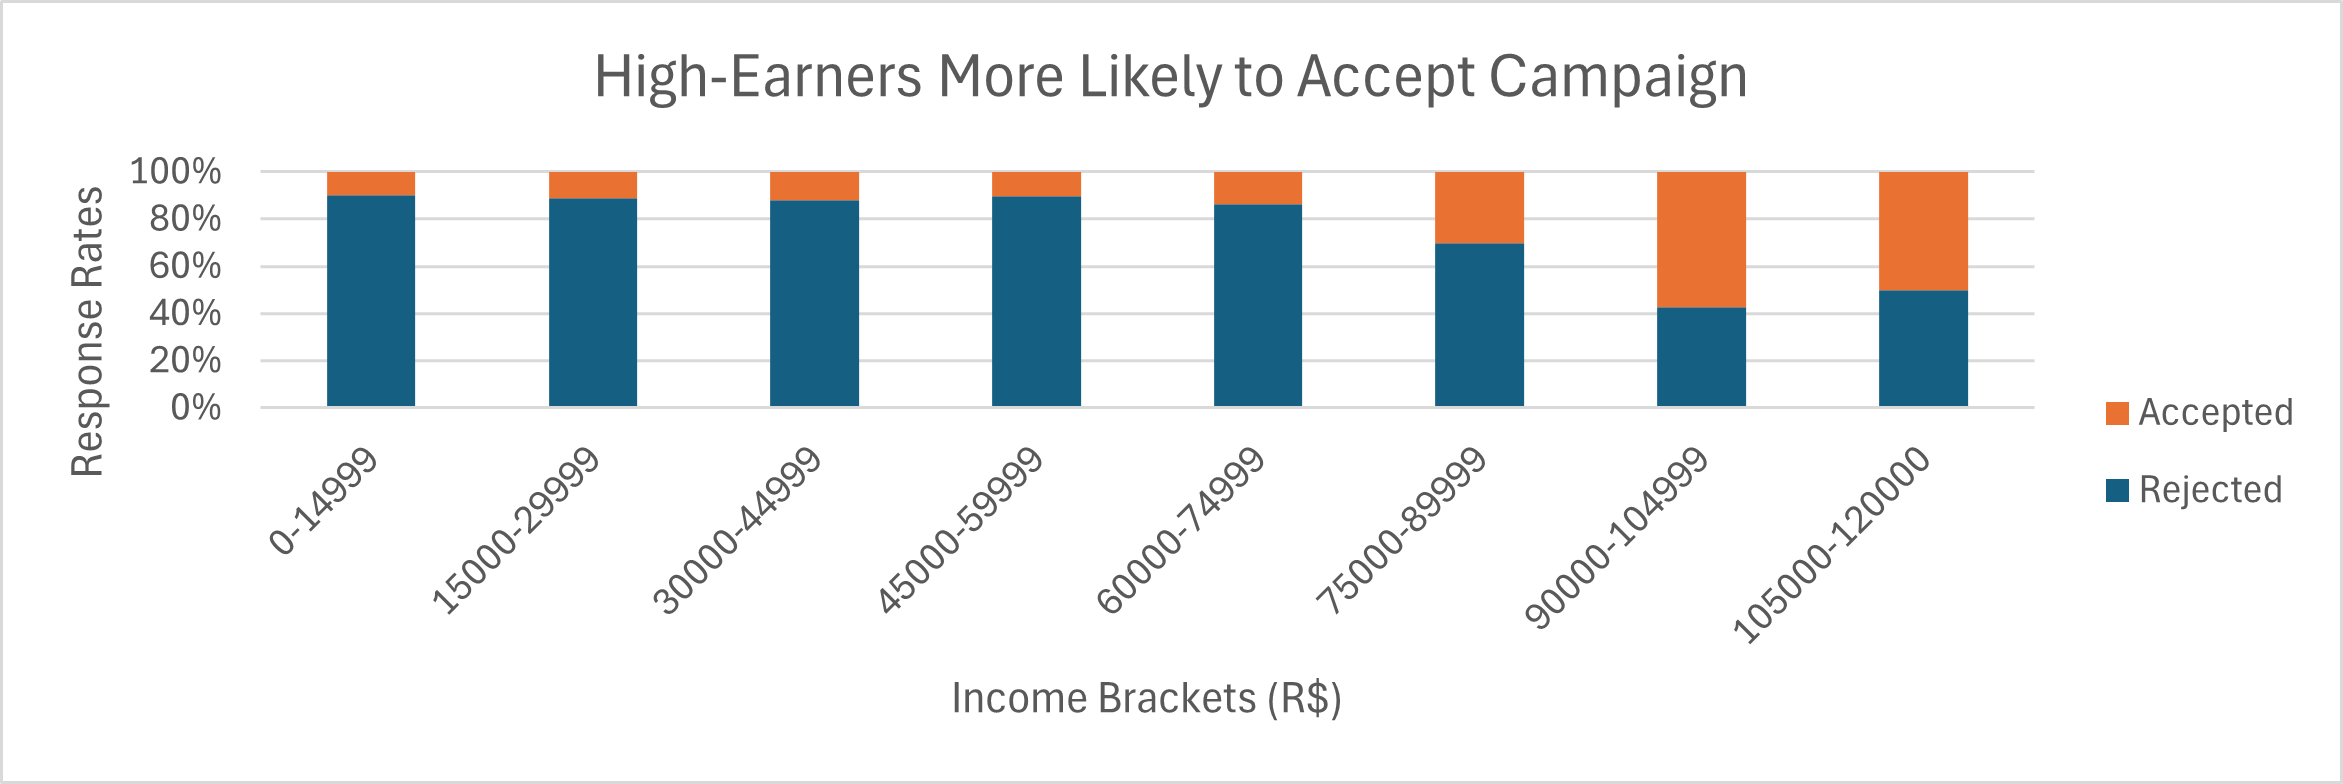 High-Earners More Likely to Accept Campaign
Response Rates
100%
80%
60%
40%
20%
0%
0-14999
15000-29999
30000-44999
45000-59999
60000-74999
75000-89999
90000-104999
105000-120000
Income Brackets (R$)
Accepted
Rejected